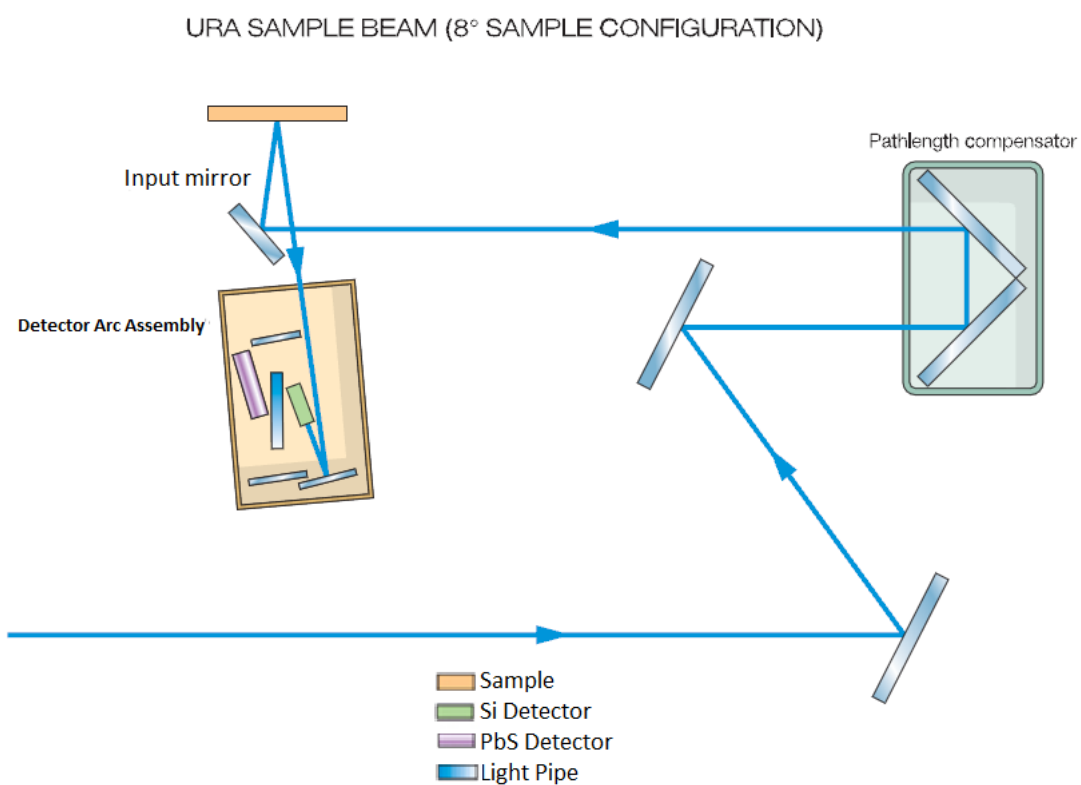 URA SAMPLE BEAM (8° SAMPLE CONFIGURATION)
Pathlength compensator
Input mirror
Detector Arc Assembly
Sample
Si Detector
PbS Detector
Light Pipe